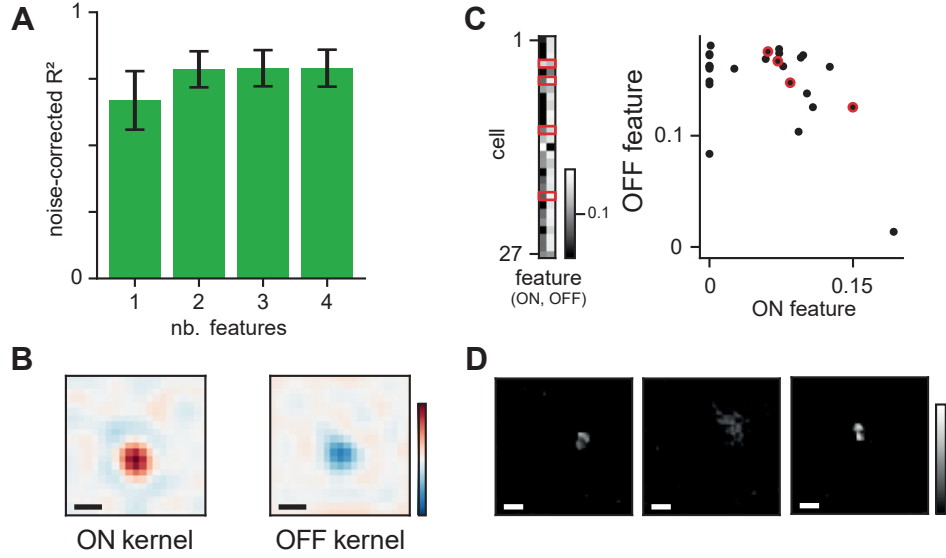 A
noise-corrected R²
1
0
1
2
3
4
nb. features
C
cell
1
27
0.1
feature
(ON, OFF)
OFF feature
0.1
0
0
0.15
ON feature
B
ON kernel
OFF kernel
D